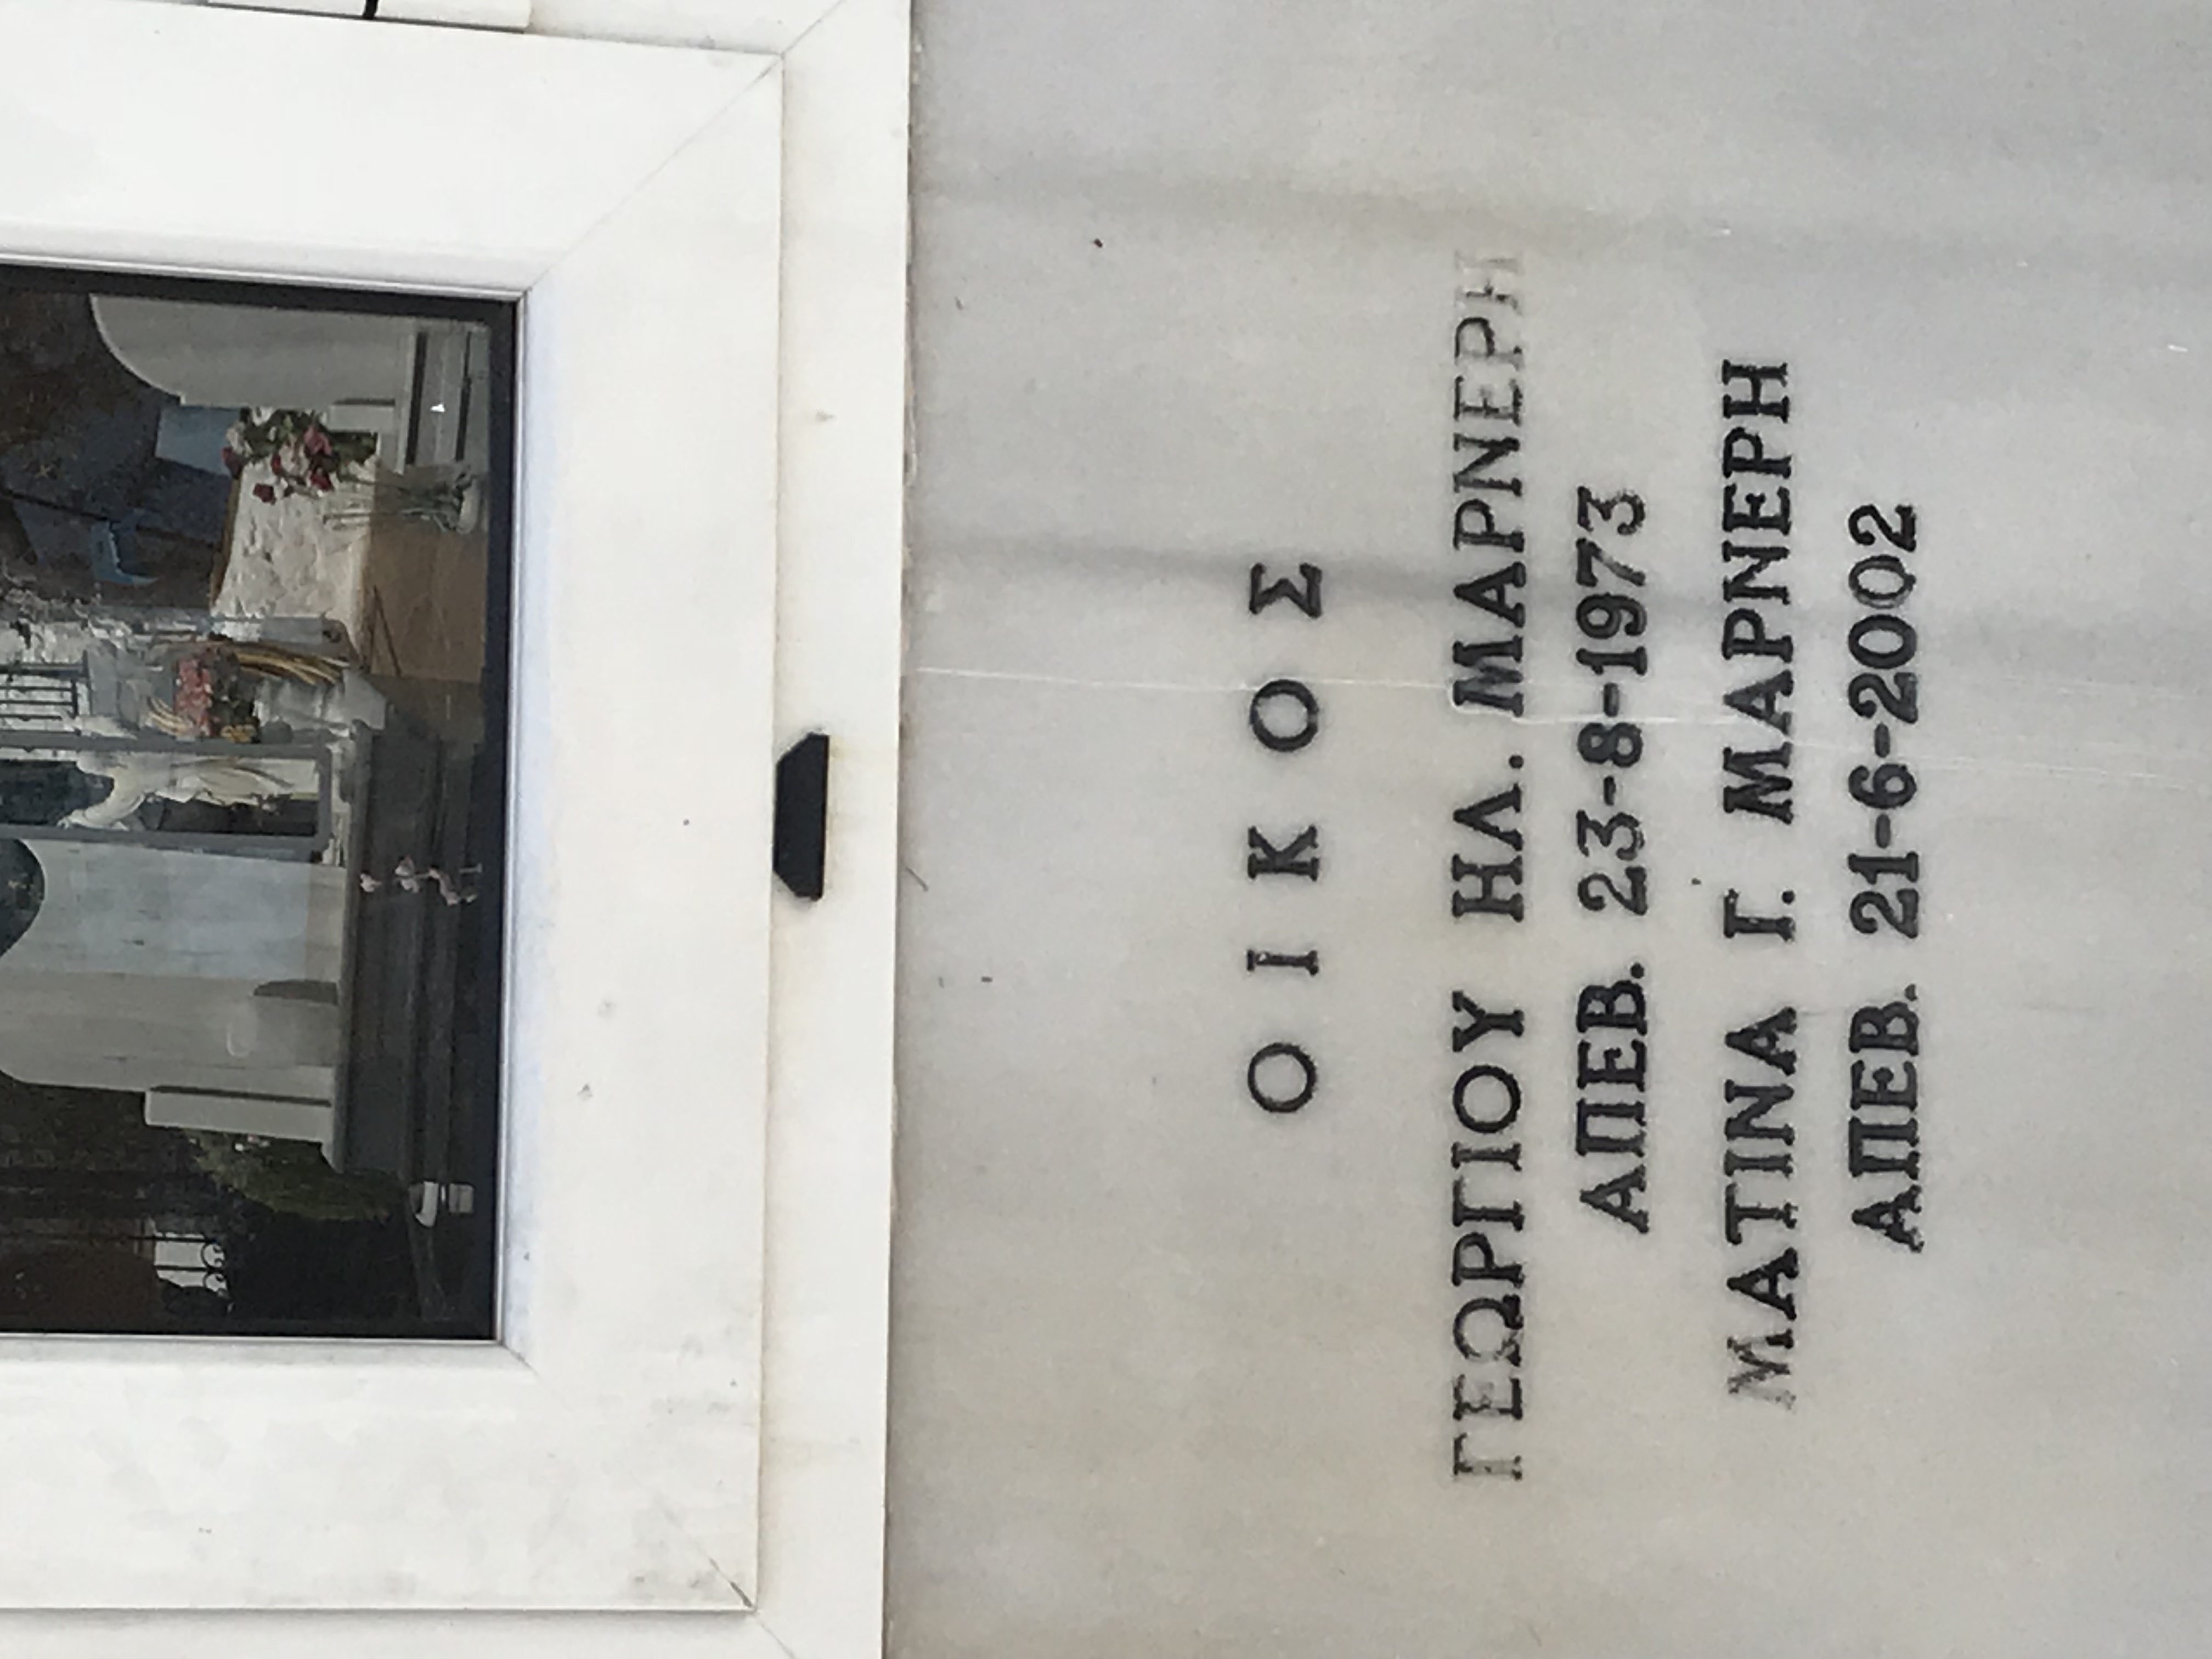 ΟΙΚΟΣ
ΓΕΩΡΓΙΟΥ ΗΛ. ΜΑΡΝΕΡΗ
ΑΠΕΒ. 23-8-1973
ΜΑΤΙΝΑ Γ. ΜΑΡΝΕΡΗ
ΑΠΕΒ. 21-6-2002